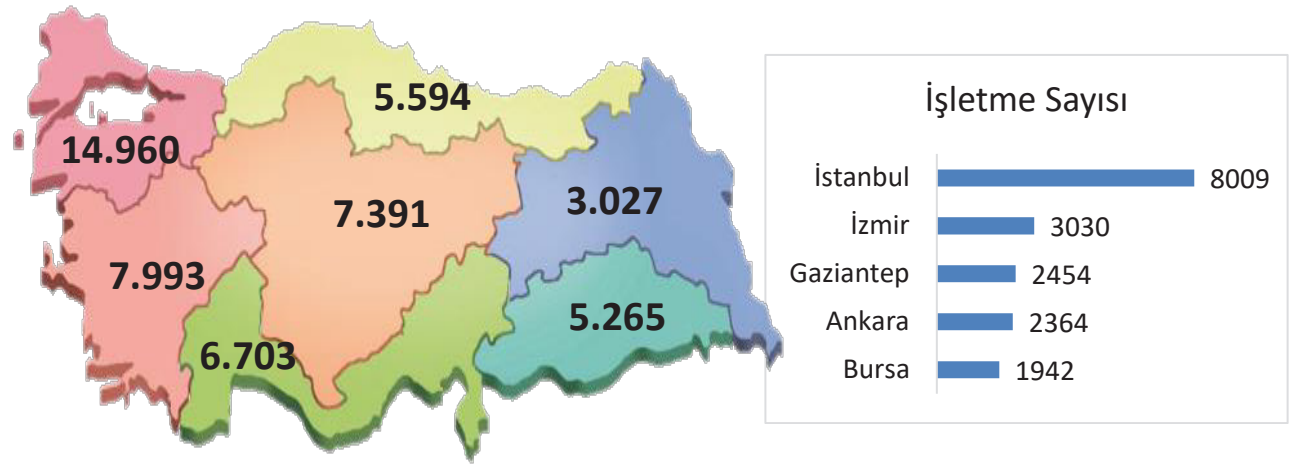 5.594
14.960
7.391
3.027
7.993
5.265
6.703
İşletme Sayısı
İstanbul 8009
İzmir 3030
Gaziantep 2454
Ankara 2364
Bursa 1942